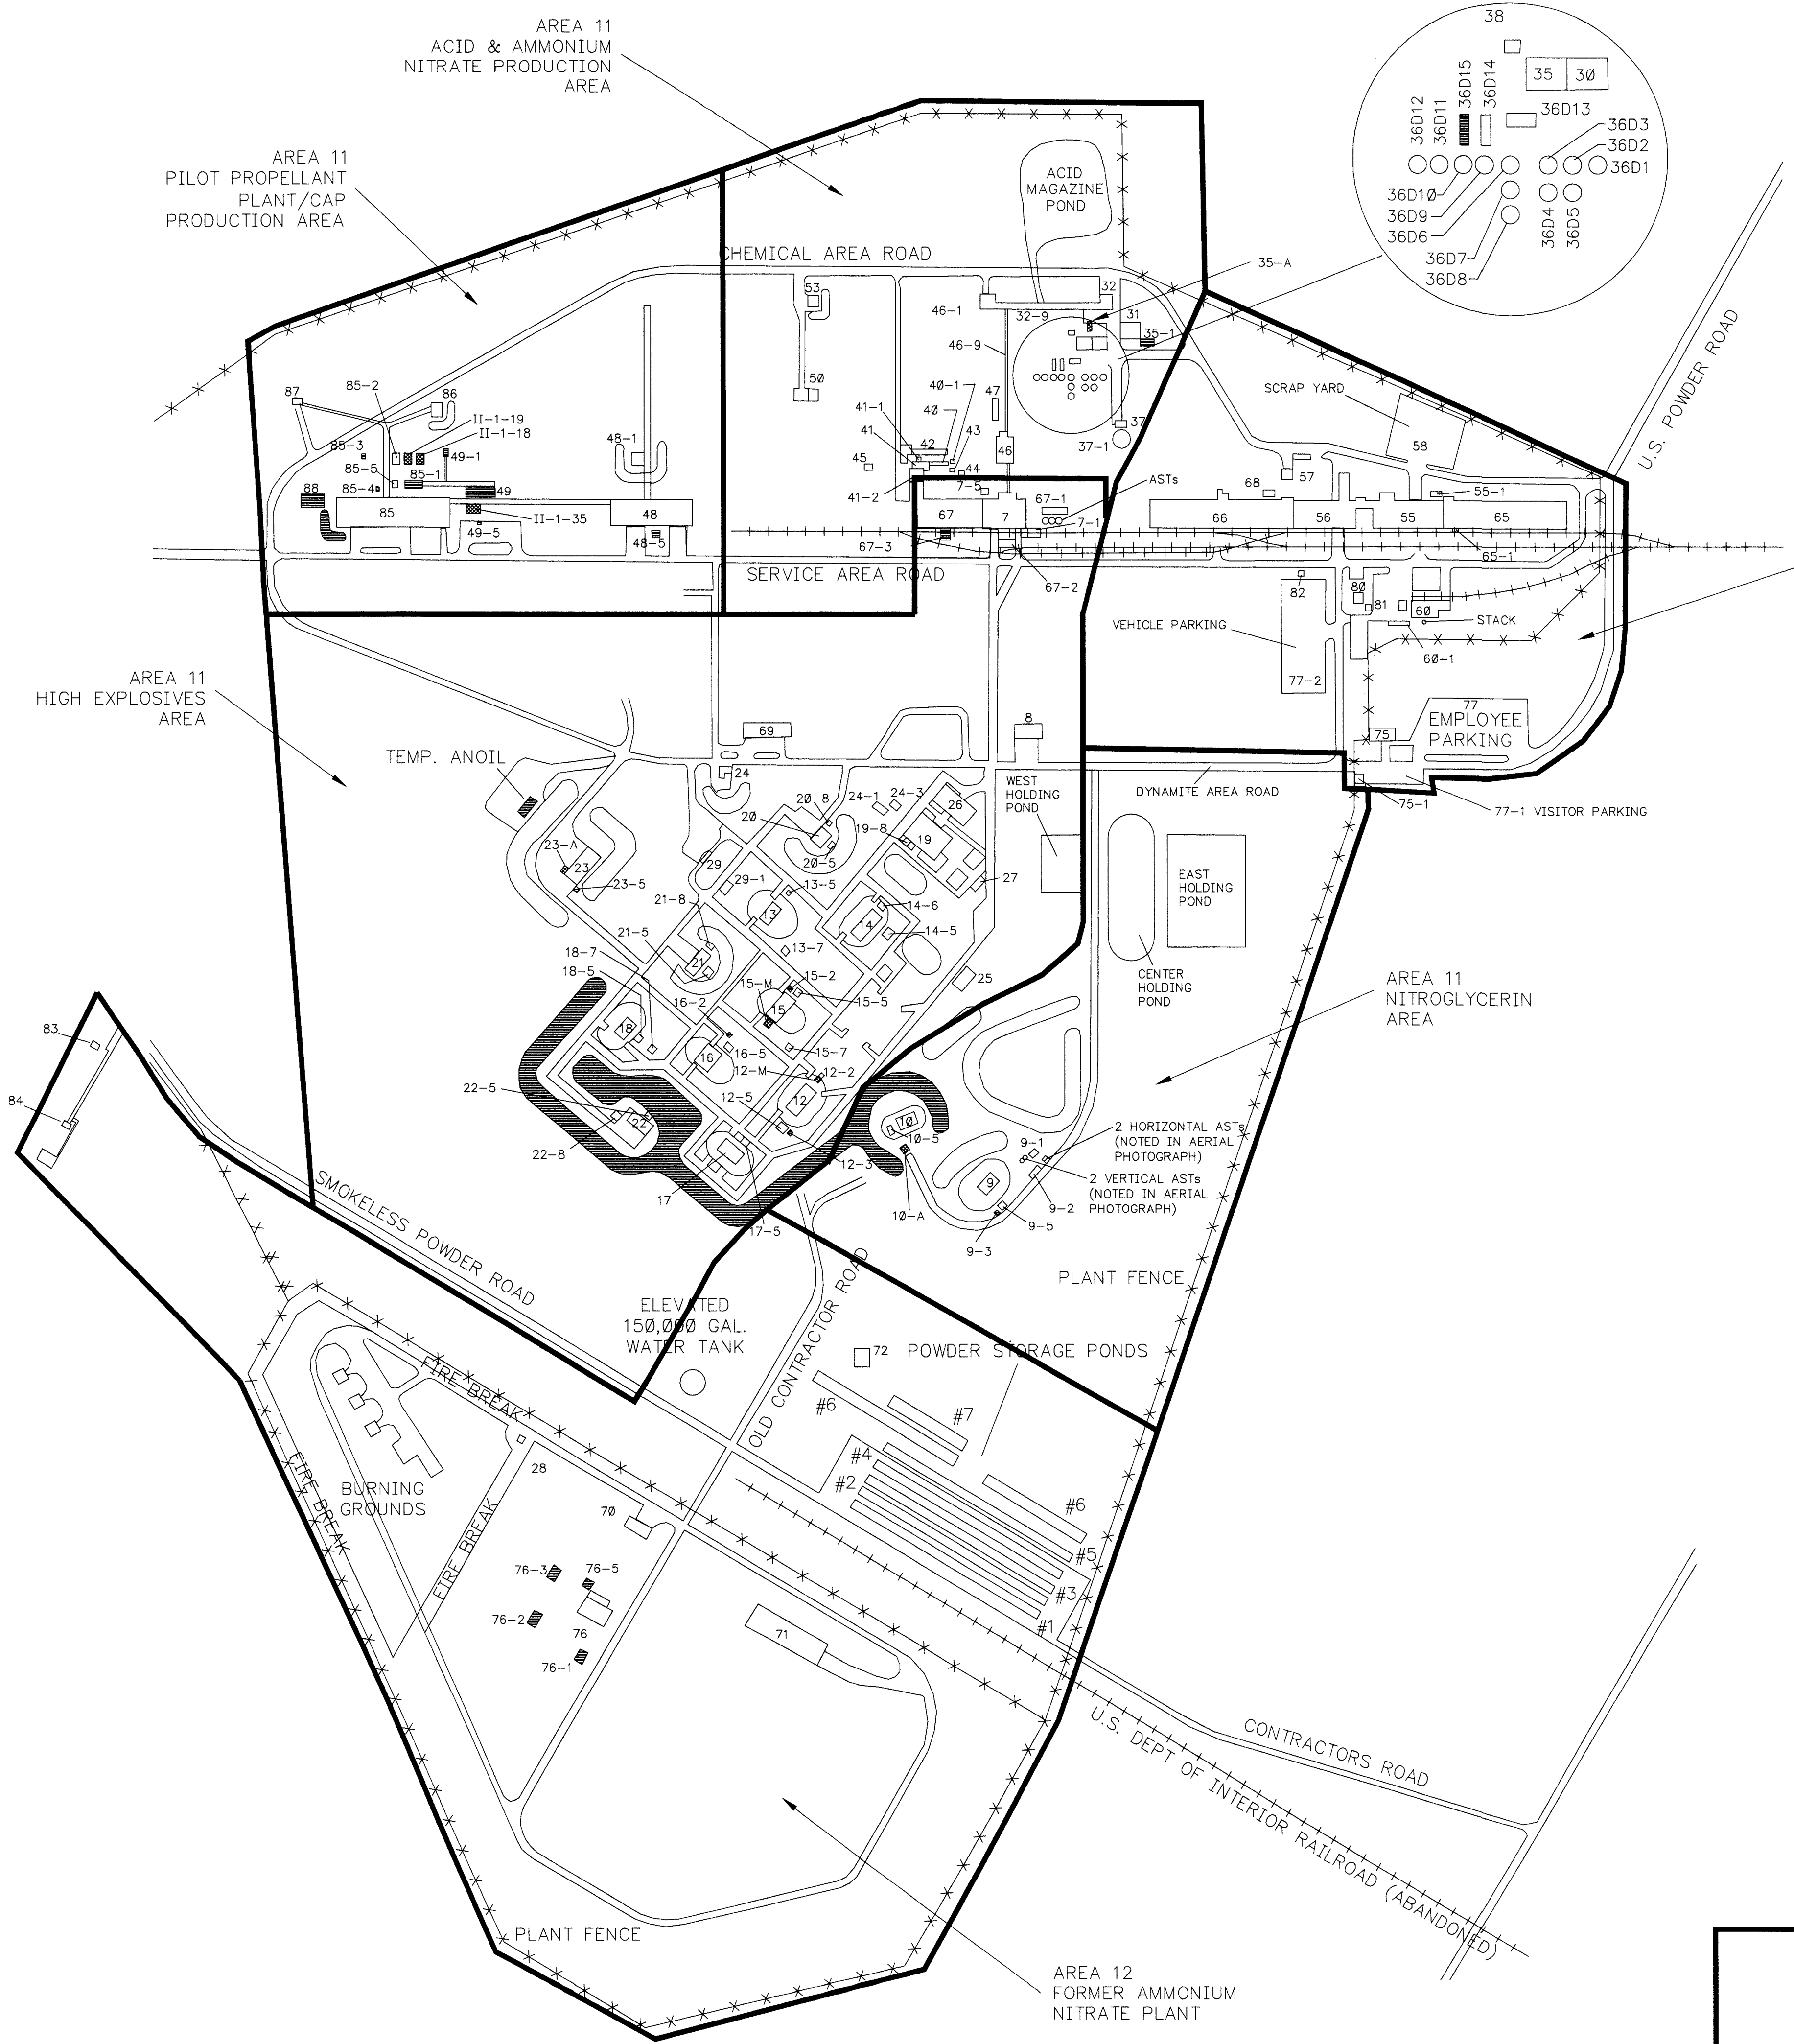 AREA 11
ACID & AMMONIUM
NITRATE PRODUCTION
AREA
38
35
30
36D15
36D14
36D12
36D11
36D13
36D3
36D2
36D1
36D10
36D9
36D6
36D7
36D8
36D4
36D5
AREA 11
PILOT PROPELLANT
PLANT/CAP
PRODUCTION AREA
ACID
MAGAZINE
POND
CHEMICAL AREA ROAD
35-A
53
46-1
32
32-9
31
35-1
46-9
U.S. POWDER ROAD
87
85-2
86
50
40-1
47
SCRAP YARD
II-1-19
II-1-18
41-1
40
37
41
42
43
37-1
58
85-3
49-1
48-1
45
46
85-5
85-1
44
57
85-4
41-2
7-5
ASTs
88
49
67-1
68
55-1
85
II-1-35
48
67
7
7-1
66
56
55
65
49-5
48-5
67-3
65-1
SERVICE AREA ROAD
67-2
82
80
81
60
STACK
VEHICLE PARKING
60-1
AREA 11
HIGH EXPLOSIVES
AREA
77-2
77
EMPLOYEE
PARKING
69
8
75
TEMP. ANOIL
24
WEST
HOLDING
POND
DYNAMITE AREA ROAD
75-1
77-1 VISITOR PARKING
20-8
24-1
24-3
26
20
19-8
19
23-A
23
20-5
29
23-5
29-1
13-5
27
EAST
HOLDING
POND
21-8
13
14-6
14
14-5
21-5
13-7
18-7
21
15-2
25
CENTER
HOLDING
POND
18-5
15-M
16-2
15
15-5
AREA 11
NITROGLYCERIN
AREA
18
83
16
16-5
15-7
12-M
12-2
22-5
12-5
12
84
22
10
10-5
9-1
2 HORIZONTAL ASTs
(NOTED IN AERIAL
PHOTOGRAPH)
22-8
12-3
9
2 VERTICAL ASTs
(NOTED IN AERIAL
PHOTOGRAPH)
17
10-A
9-2
9-5
17-5
9-3
SMOKELESS POWDER ROAD
PLANT FENCE
ELEVATED
150,000 GAL.
WATER TANK
OLD CONTRACTOR ROAD
72
POWDER STORAGE PONDS
FIRE BREAK
#6
#7
#4
#2
28
BURNING
GROUNDS
FIRE BREAK
FIRE BREAK
70
#6
#5
#3
#1
76-3
76-5
76-2
76
71
76-1
CONTRACTORS ROAD
U.S. DEPT OF INTERIOR RAILROAD (ABANDONED)
PLANT FENCE
AREA 12
FORMER AMMONIUM
NITRATE PLANT